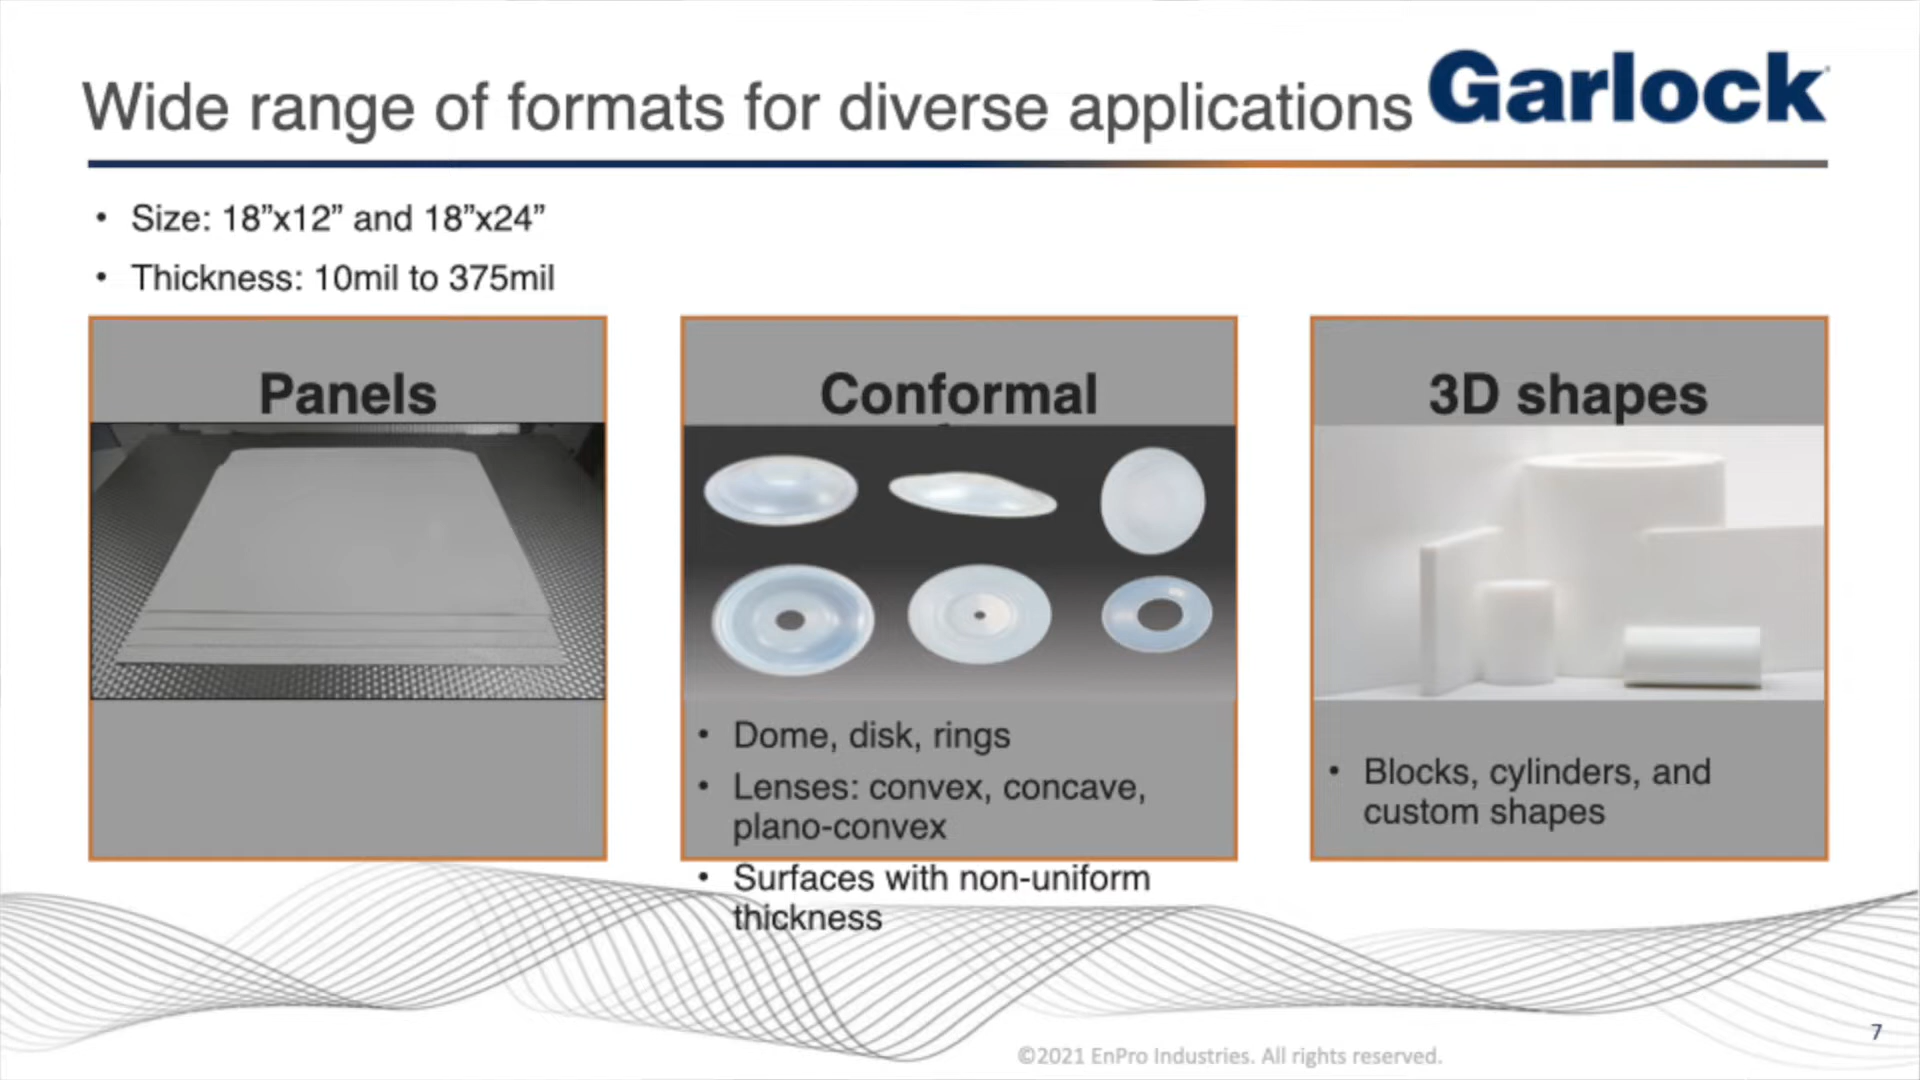 Wide range of formats for diverse applications
Garlock
• Size: 18”x12” and 18”x24”
• Thickness: 10mil to 375mil
Panels
Conformal
• Dome, disk, rings
• Lenses: convex, concave,
plano-convex
• Surfaces with non-uniform
thickness
3D shapes
• Blocks, cylinders, and
custom shapes
©2021 EnPro Industries. All rights reserved.
7